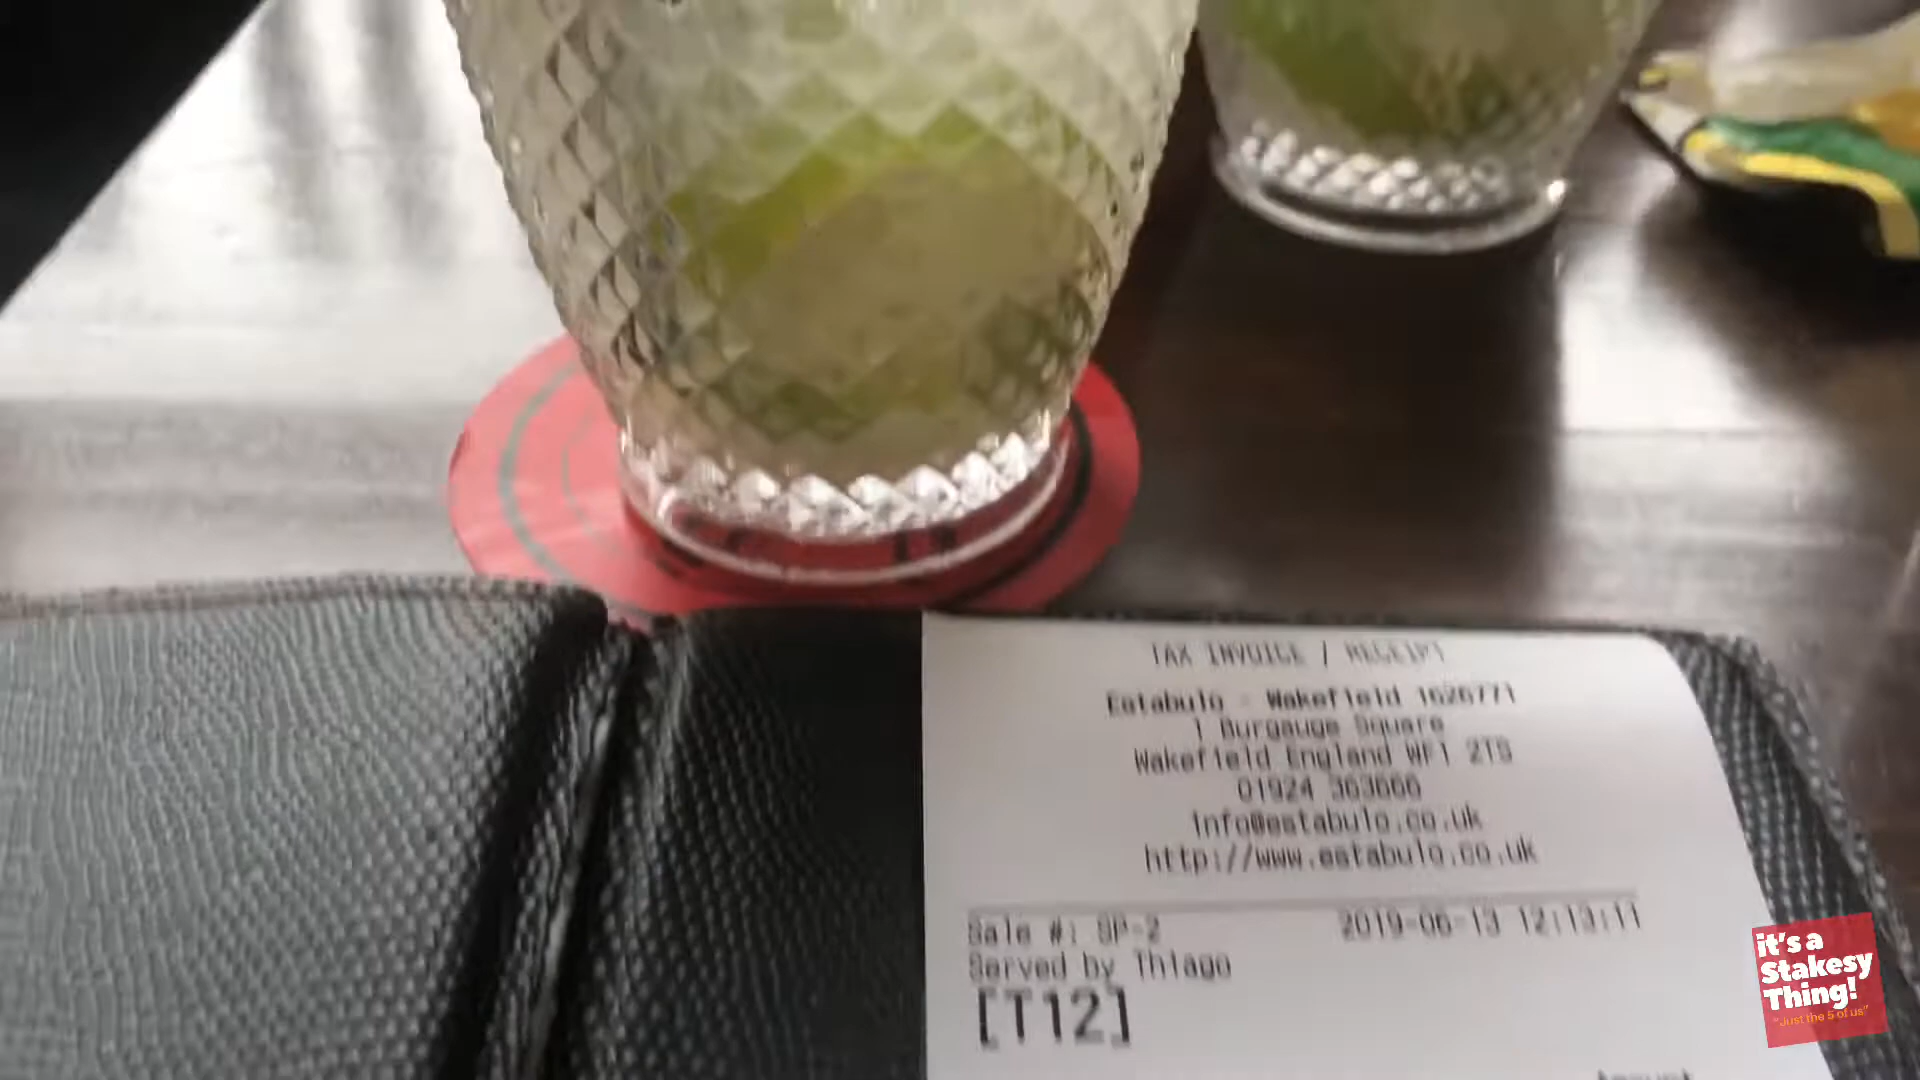 TAX INVOICE / RECEIPT
Estabulo - Wakefield 1626771
1 Burgauge Square
Wakefield England WF1 2TS
01924 363666
info@estabulo.co.uk
http://www.estabulo.co.uk
Sale #: SP-2
2019-06-13 12:13:11
Served by Thiago
[T12]
Amount
it's a
Stakesy
Thing!
"Just the 5 of us"